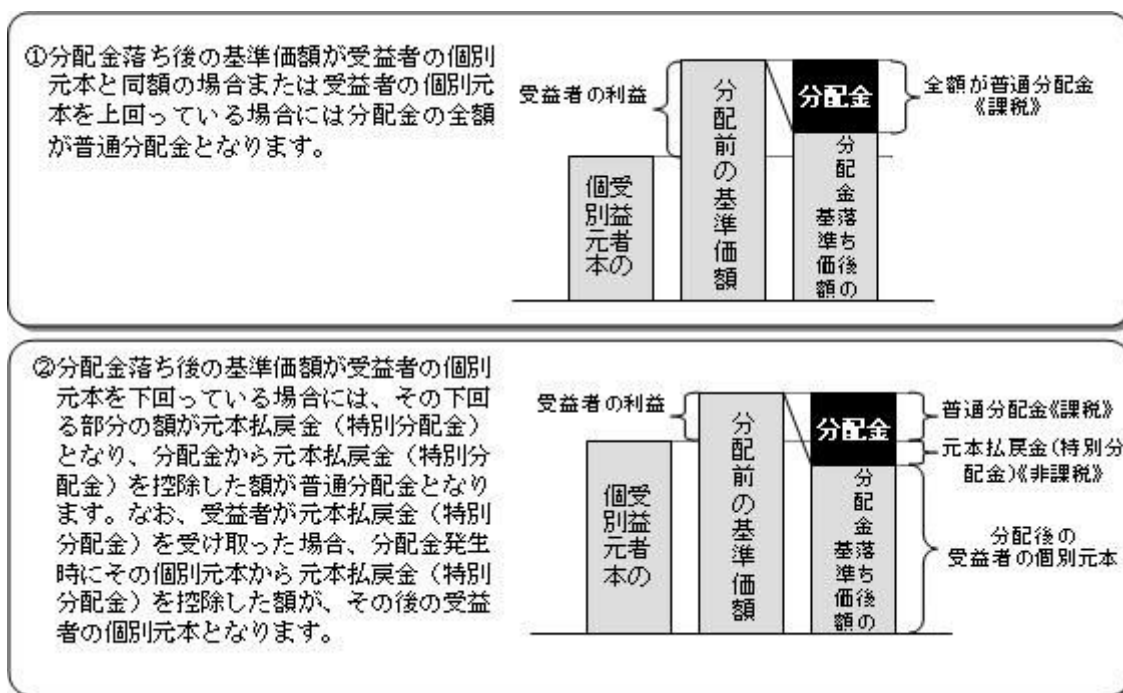 ①分配金落ち後の基準価額が受益者の個別
元本と同額の場合または受益者の個別元
本を上回っている場合には分配金の全額
が普通分配金となります。
受益者の利益
受益者の
個別元本
分配前の基準価額
分配金
分配金落ち後の
基準価額
全額が普通分配金
《課税》
②分配金落ち後の基準価額が受益者の個別
元本を下回っている場合には、その下回
る部分の額が元本払戻金（特別分配金）
となり、分配金から元本払戻金（特別分
配金）を控除した額が普通分配金となり
ます。なお、受益者が元本払戻金（特別
分配金）を受け取った場合、分配金発生
時にその個別元本から元本払戻金（特別
分配金）を控除した額が、その後の受益
者の個別元本となります。
受益者の利益
受益者の
個別元本
分配前の基準価額
分配金
分配金落ち後の
基準価額
普通分配金《課税》
元本払戻金(特別分
配金)《非課税》
分配後の
受益者の個別元本